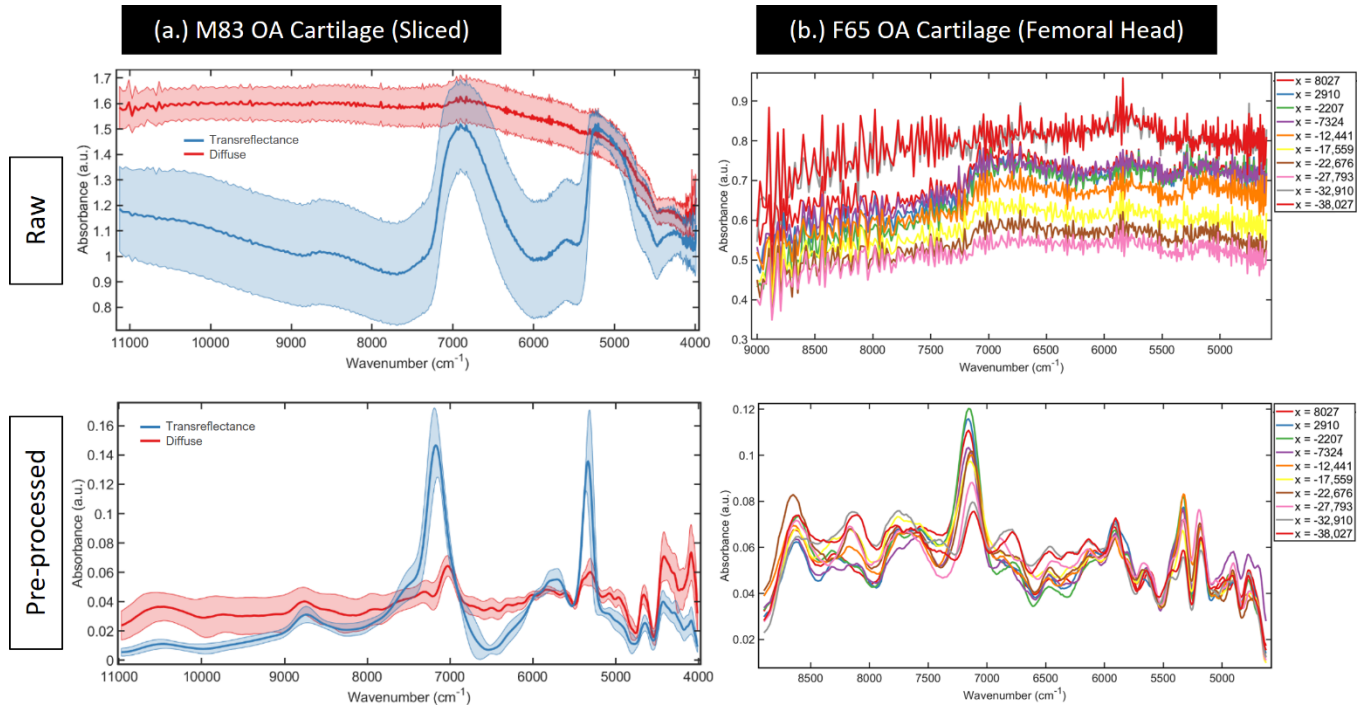 (a.) M83 OA Cartilage (Sliced)
(b.) F65 OA Cartilage (Femoral Head)
Raw
Absorbance (a.u.)
1.7
1.6
1.5
1.4
1.3
1.2
1.1
1
0.9
0.8
Transreflectance
Diffuse
11000 10000 9000 8000 7000 6000 5000 4000
Wavenumber (cm⁻¹)
Absorbance (a.u.)
0.9
0.8
0.7
0.6
0.5
0.4
0.3
9000 8500 8000 7500 7000 6500 6000 5500 5000
Wavenumber (cm⁻¹)
x = 8027
x = 2910
x = -2207
x = -7324
x = -12,441
x = -17,559
x = -22,676
x = -27,793
x = -32,910
x = -38,027
Pre-processed
Absorbance (a.u.)
0.16
0.14
0.12
0.1
0.08
0.06
0.04
0.02
0
Transreflectance
Diffuse
11000 10000 9000 8000 7000 6000 5000 4000
Wavenumber (cm⁻¹)
Absorbance (a.u.)
0.12
0.1
0.08
0.06
0.04
0.02
8500 8000 7500 7000 6500 6000 5500 5000
Wavenumber (cm⁻¹)
x = 8027
x = 2910
x = -2207
x = -7324
x = -12,441
x = -17,559
x = -22,676
x = -27,793
x = -32,910
x = -38,027